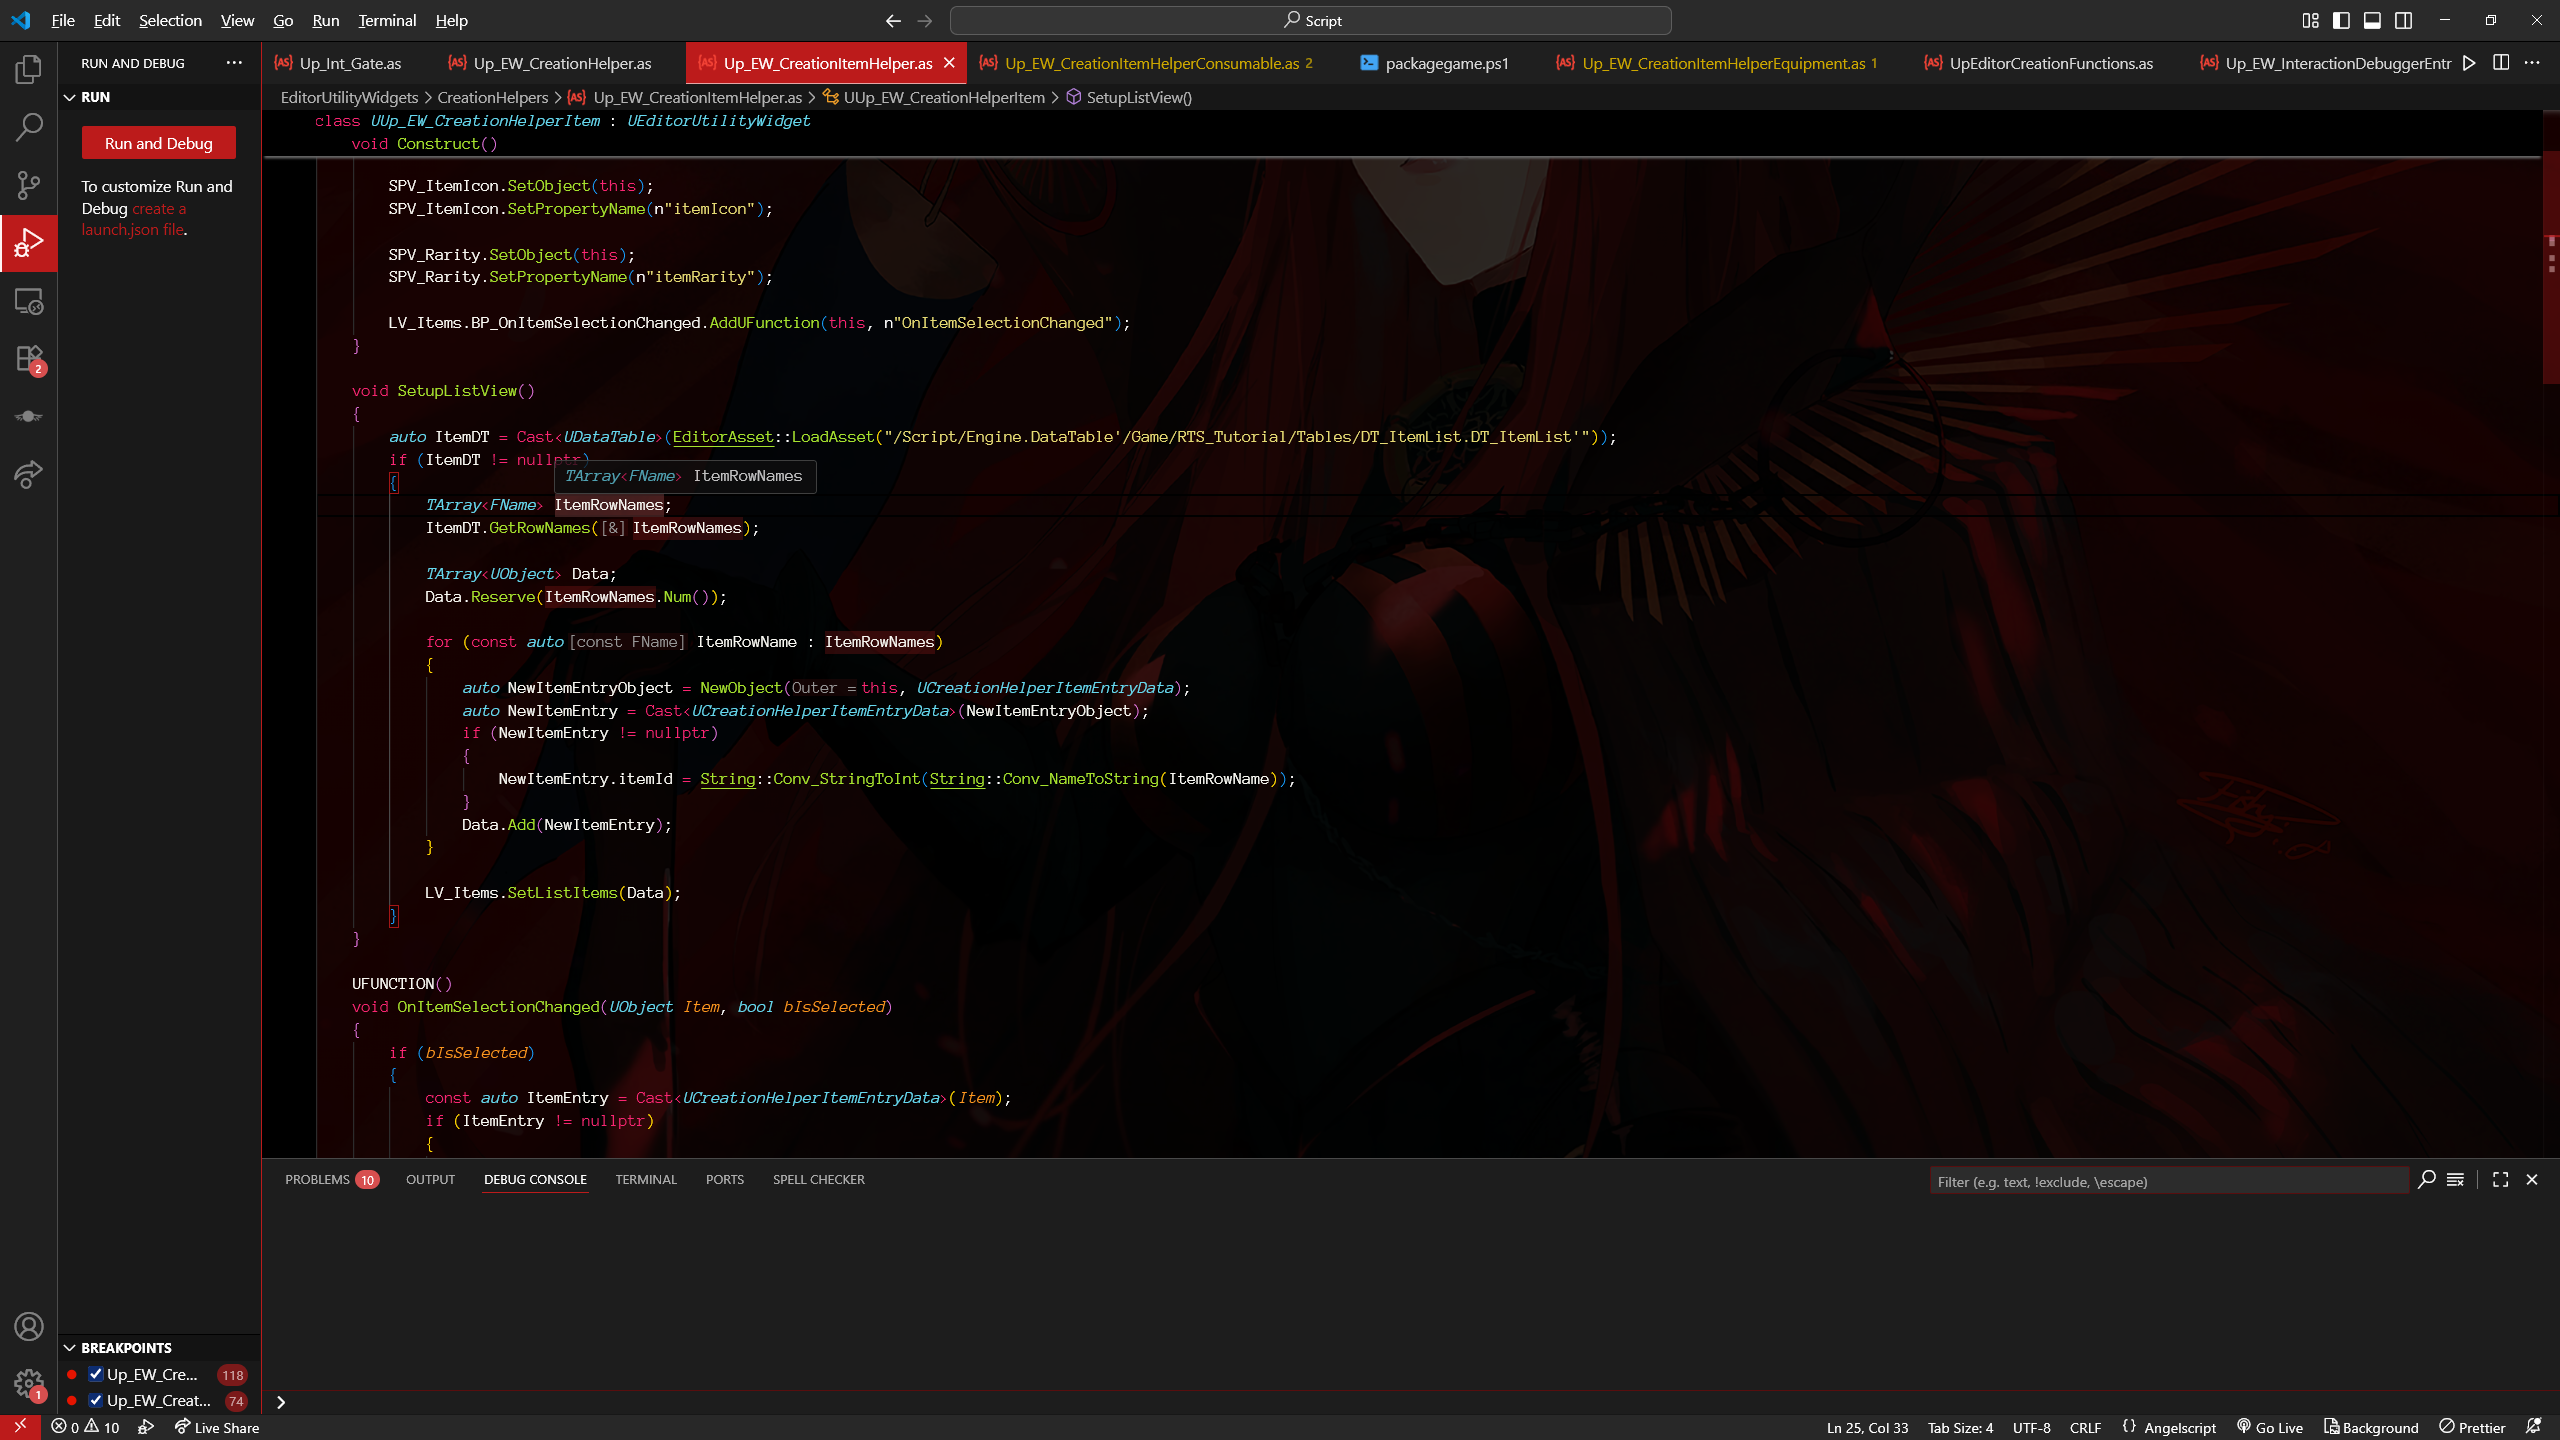 File Edit Selection View Go Run Terminal Help
Script
RUN AND DEBUG
Up_Int_Gate.as
Up_EW_CreationHelper.as
Up_EW_CreationItemHelper.as
Up_EW_CreationItemHelperConsumable.as 2
packagegame.ps1
Up_EW_CreationItemHelperEquipment.as 1
UpEditorCreationFunctions.as
Up_EW_InteractionDebuggerEntr
RUN
EditorUtilityWidgets > CreationHelpers > Up_EW_CreationItemHelper.as > UUp_EW_CreationHelperItem > SetupListView()
Run and Debug
To customize Run and
Debug create a
launch.json file.
class UUp_EW_CreationHelperItem : UEditorUtilityWidget
void Construct()
SPV_ItemIcon.SetObject(this);
SPV_ItemIcon.SetPropertyName(n"itemIcon");
SPV_Rarity.SetObject(this);
SPV_Rarity.SetPropertyName(n"itemRarity");
LV_Items.BP_OnItemSelectionChanged.AddUFunction(this, n"OnItemSelectionChanged");
}
void SetupListView()
{
auto ItemDT = Cast<UDataTable>(EditorAsset::LoadAsset("/Script/Engine.DataTable'/Game/RTS_Tutorial/Tables/DT_ItemList.DT_ItemList'"));
if (ItemDT != nullptr)
TArray<FName> ItemRowNames
{
TArray<FName> ItemRowNames;
ItemDT.GetRowNames([&] ItemRowNames);
TArray<UObject> Data;
Data.Reserve(ItemRowNames.Num());
for (const auto [const FName] ItemRowName : ItemRowNames)
{
auto NewItemEntryObject = NewObject(Outer = this, UCreationHelperItemEntryData);
auto NewItemEntry = Cast<UCreationHelperItemEntryData>(NewItemEntryObject);
if (NewItemEntry != nullptr)
{
NewItemEntry.itemId = String::Conv_StringToInt(String::Conv_NameToString(ItemRowName));
}
Data.Add(NewItemEntry);
}
LV_Items.SetListItems(Data);
}
}
UFUNCTION()
void OnItemSelectionChanged(UObject Item, bool bIsSelected)
{
if (bIsSelected)
{
const auto ItemEntry = Cast<UCreationHelperItemEntryData>(Item);
if (ItemEntry != nullptr)
{
PROBLEMS 10 OUTPUT DEBUG CONSOLE TERMINAL PORTS SPELL CHECKER
Filter (e.g. text, !exclude, \escape)
BREAKPOINTS
Up_EW_Cre... 118
Up_EW_Creat... 74
0 10 Live Share
Ln 25, Col 33 Tab Size: 4 UTF-8 CRLF {} Angelscript Go Live Background Prettier